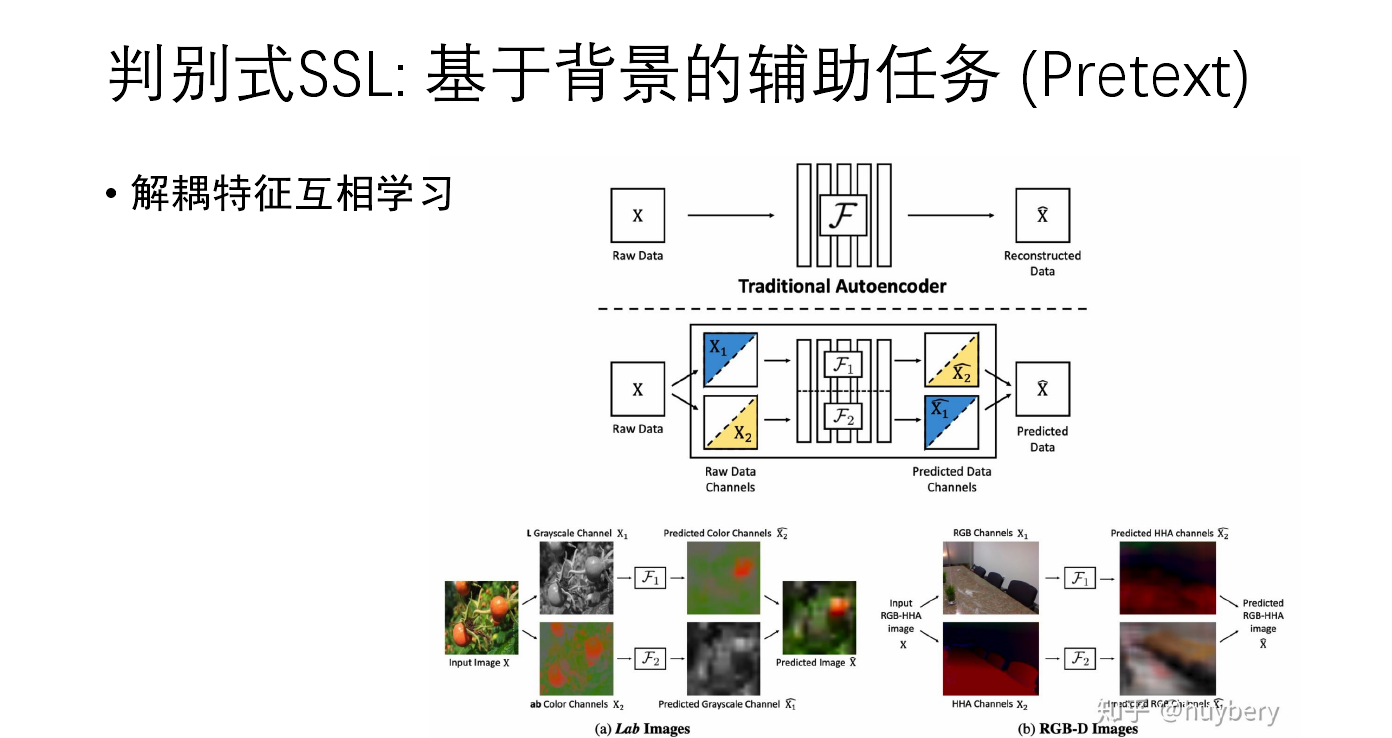 判别式SSL: 基于背景的辅助任务 (Pretext)
• 解耦特征互相学习
X
F
X̂
Raw Data
Reconstructed
Data
Traditional Autoencoder
X₁
F₁
X̂₂
X
X̂
X₂
F₂
X̂₁
Raw Data
Predicted
Data
Raw Data
Channels
Predicted Data
Channels
L Grayscale Channel X₁
Predicted Color Channels X̂₂
F₁
Input Image X
Predicted Image X̂
F₂
ab Color Channels X₂
Predicted Grayscale Channel X̂₁
(a) Lab Images
RGB Channels X₁
Predicted HHA channels X̂₂
F₁
Input
RGB-HHA
image
X
Predicted
RGB-HHA
image
X̂
F₂
HHA Channels X₂
Predicted RGB Channels
(b) RGB-D Images
知乎 @huybery